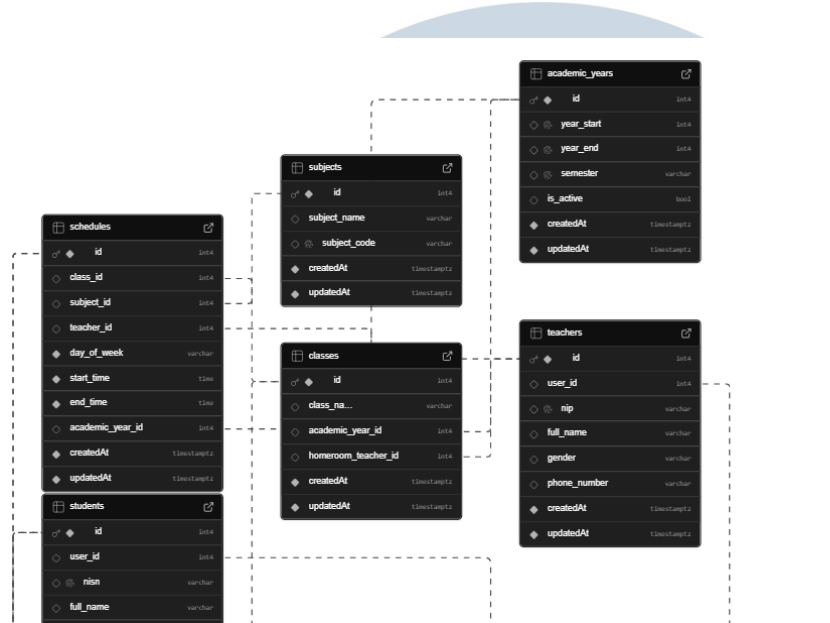 academic_years
id int4
year_start int4
year_end int4
semester varchar
is_active bool
createdAt timestamptz
updatedAt timestamptz
subjects
id int4
subject_name varchar
subject_code varchar
createdAt timestamptz
updatedAt timestamptz
schedules
id int4
class_id int4
subject_id int4
teacher_id int4
day_of_week varchar
start_time time
end_time time
academic_year_id int4
createdAt timestamptz
updatedAt timestamptz
classes
id int4
class_na... varchar
academic_year_id int4
homeroom_teacher_id int4
createdAt timestamptz
updatedAt timestamptz
teachers
id int4
user_id int4
nip varchar
full_name varchar
gender varchar
phone_number varchar
createdAt timestamptz
updatedAt timestamptz
students
id int4
user_id int4
nisn varchar
full_name varchar